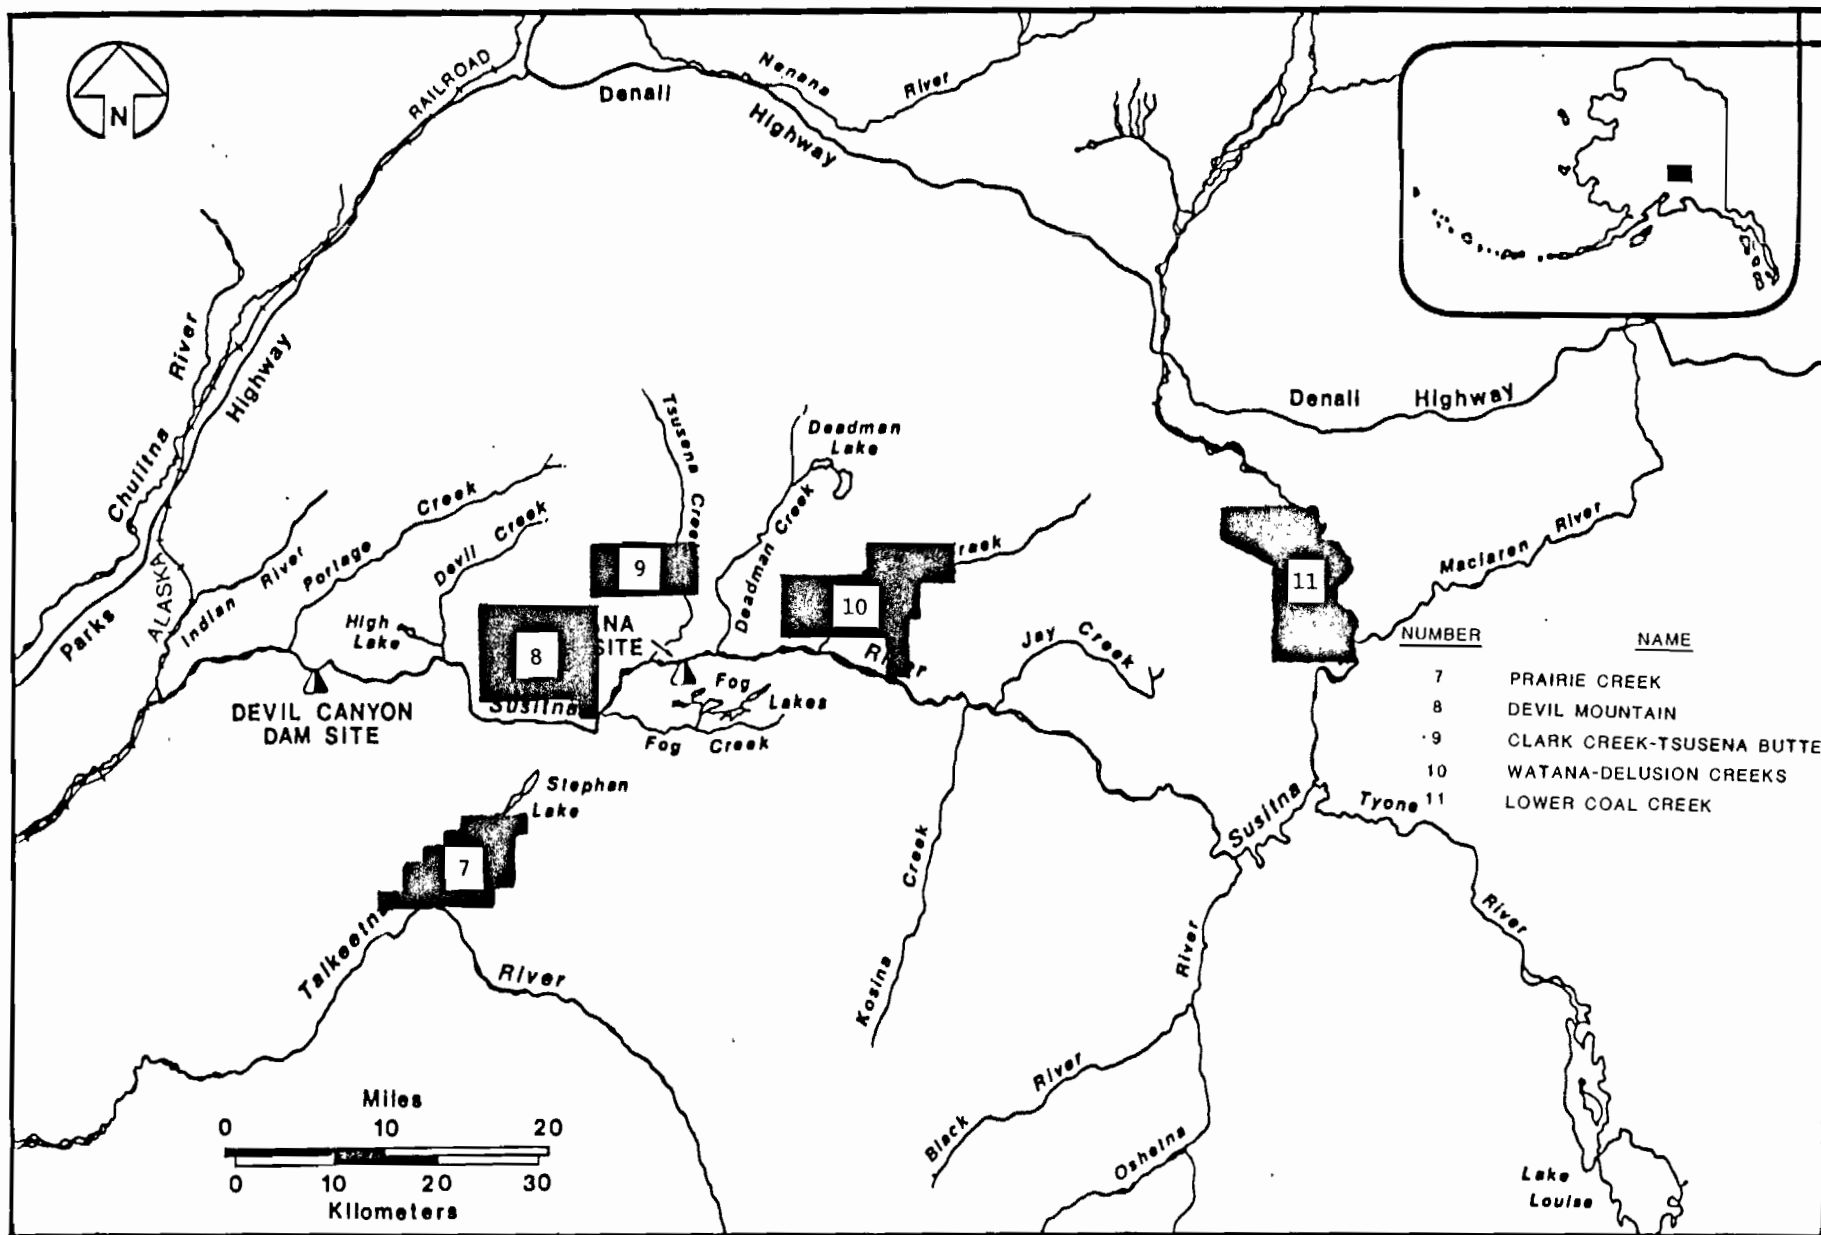 N
RAILROAD
Nenana River
Denali Highway
Chulitna River
Parks Highway
ALASKA
Indian River
Portage Creek
Devil Creek
High
Lake
Tsusena Creek
Deadman
Lake
Deadman Creek
reek
Denali Highway
Maclaren River
9
10
11
8
NA
SITE
River
Jay Creek
DEVIL CANYON
DAM SITE
Susitna
Fog
Lakes
Fog Creek
Stephan
Lake
7
Talkeetna
River
Kosina Creek
Susitna
River
Tyone
River
Black River
Oshetna
Lake
Louise
NUMBER NAME
7 PRAIRIE CREEK
8 DEVIL MOUNTAIN
9 CLARK CREEK-TSUSENA BUTTE
10 WATANA-DELUSION CREEKS
11 LOWER COAL CREEK
Miles
0 10 20
0 10 20 30
Kilometers